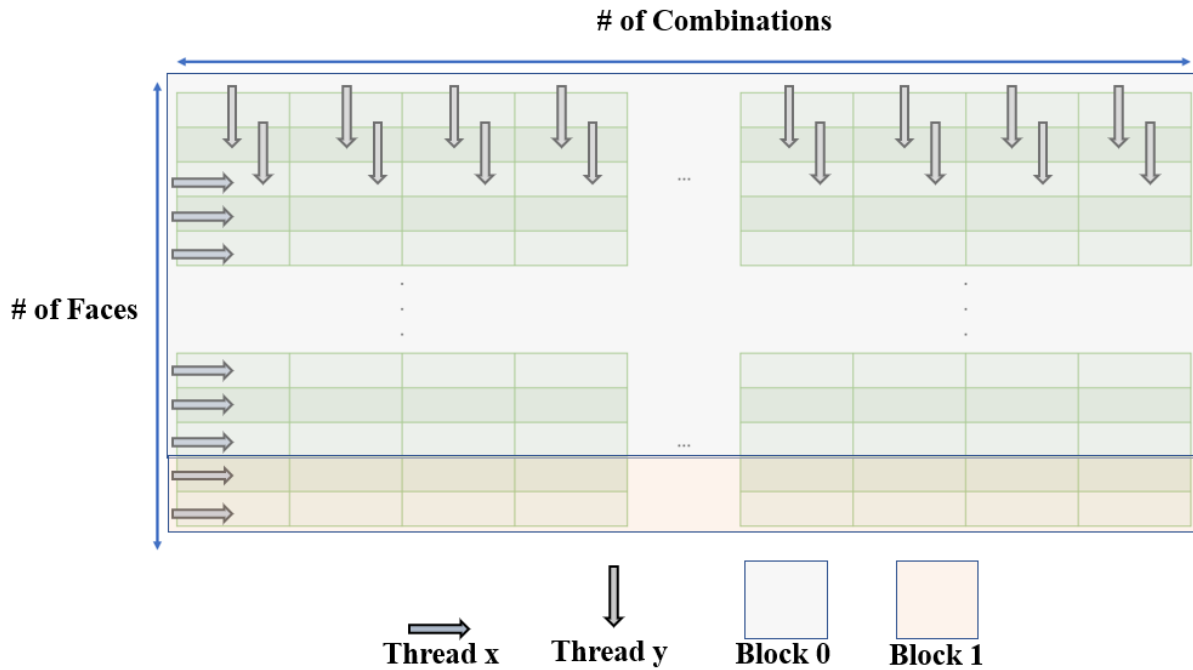 # of Combinations
...
# of Faces
.
.
.
.
.
.
...
Thread x
Thread y
Block 0
Block 1